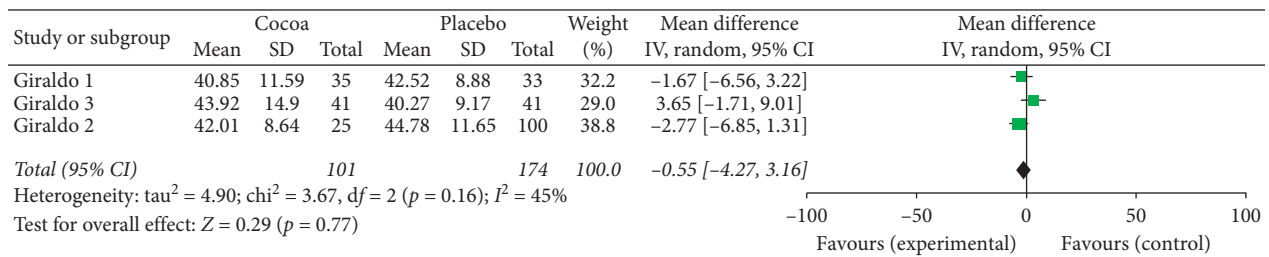 Study or subgroup Cocoa Placebo Weight (%) Mean difference IV, random, 95% CI Mean difference IV, random, 95% CI
Mean SD Total Mean SD Total
Giraldo 1 40.85 11.59 35 42.52 8.88 33 32.2 –1.67 [–6.56, 3.22]
Giraldo 3 43.92 14.9 41 40.27 9.17 41 29.0 3.65 [–1.71, 9.01]
Giraldo 2 42.01 8.64 25 44.78 11.65 100 38.8 –2.77 [–6.85, 1.31]
Total (95% CI) 101 174 100.0 –0.55 [–4.27, 3.16]
Heterogeneity: tau² = 4.90; chi² = 3.67, df = 2 (p = 0.16); I² = 45%
Test for overall effect: Z = 0.29 (p = 0.77)
–100 –50 0 50 100
Favours (experimental) Favours (control)